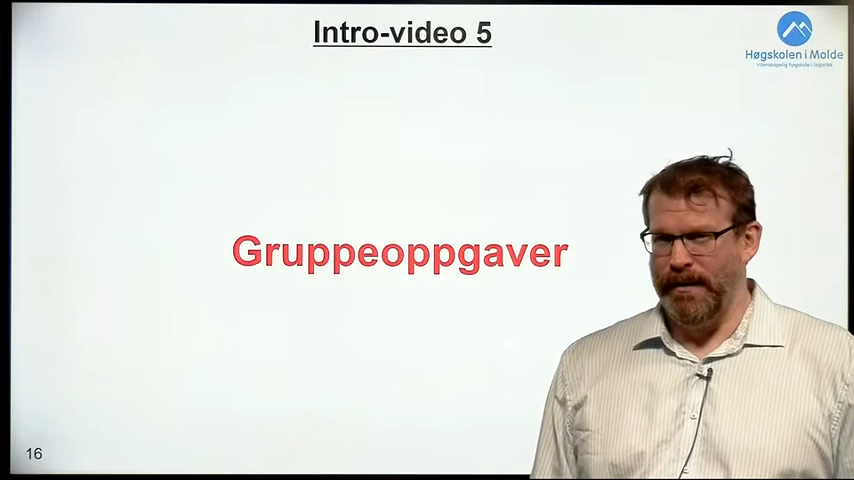 Intro-video 5
Høgskolen i Molde
Vitenskapelig høgskole i logistikk
Gruppeoppgaver
16